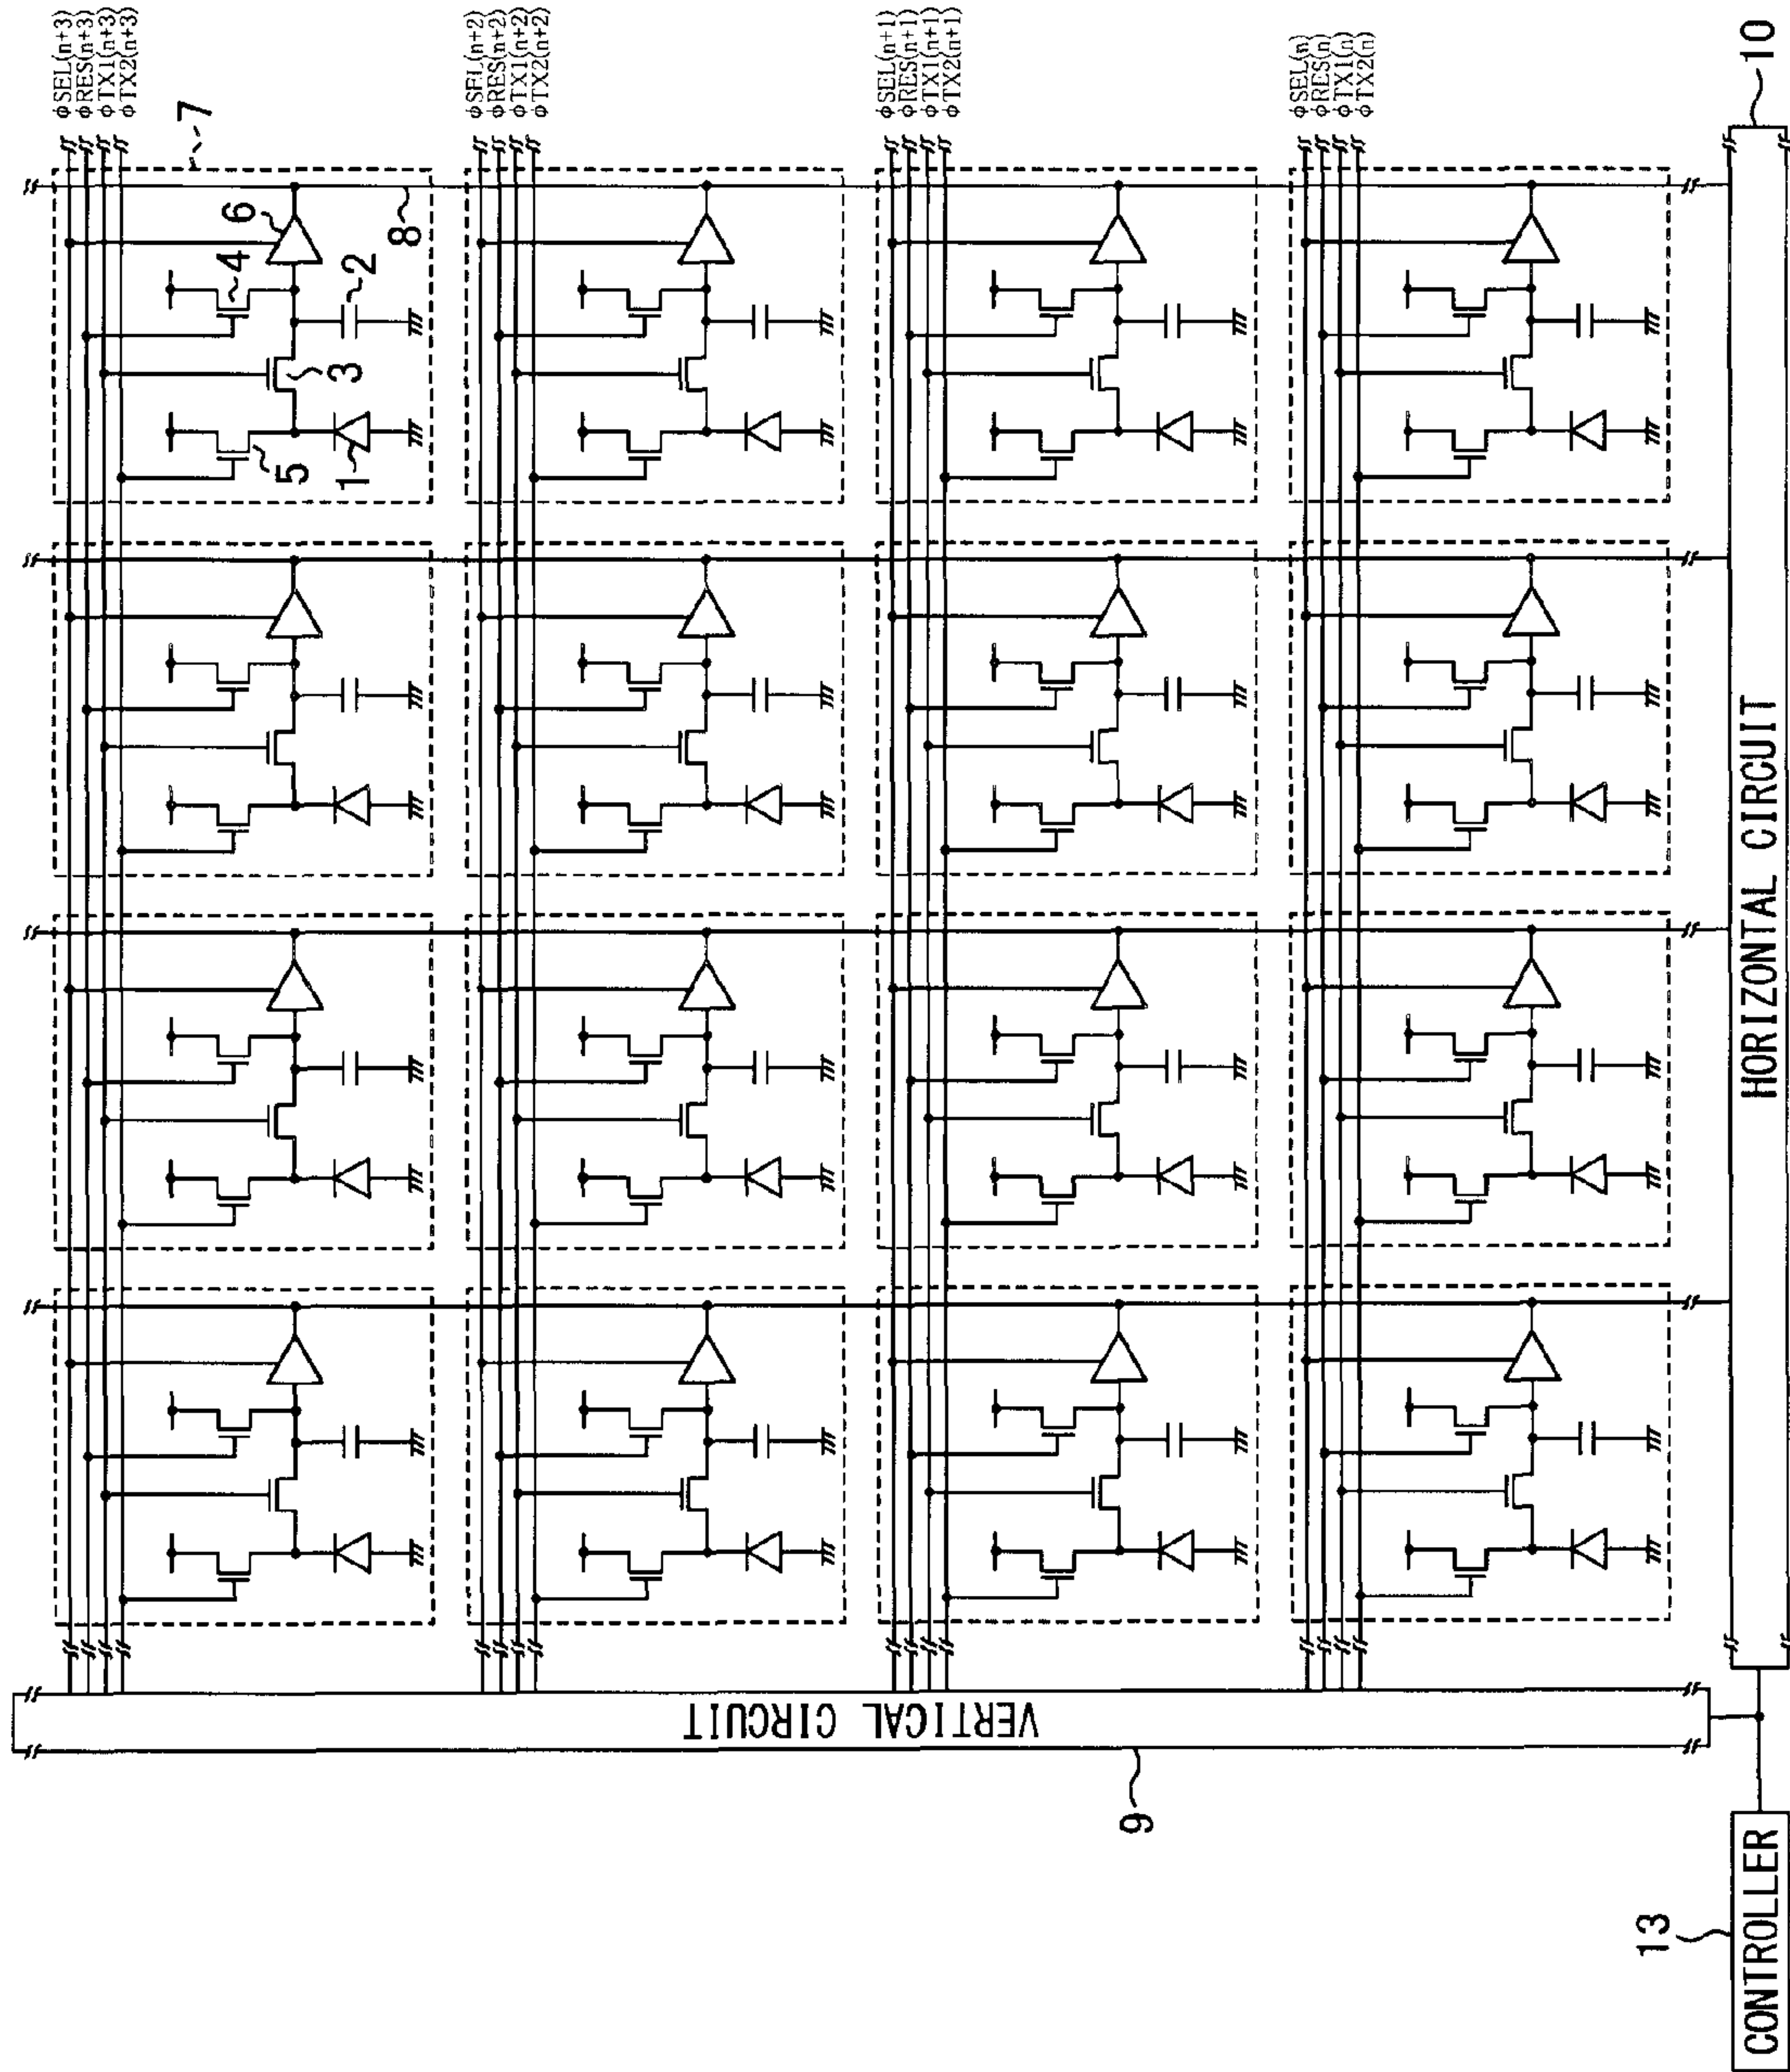 φSEL(n+3)
φRES(n+3)
φTX1(n+3)
φTX2(n+3)
7
6
4
8
2
3
5
1
φSEL(n+2)
φRES(n+2)
φTX1(n+2)
φTX2(n+2)
φSEL(n+1)
φRES(n+1)
φTX1(n+1)
φTX2(n+1)
φSEL(n)
φRES(n)
φTX1(n)
φTX2(n)
10
HORIZONTAL CIRCUIT
VERTICAL CIRCUIT
9
13
CONTROLLER